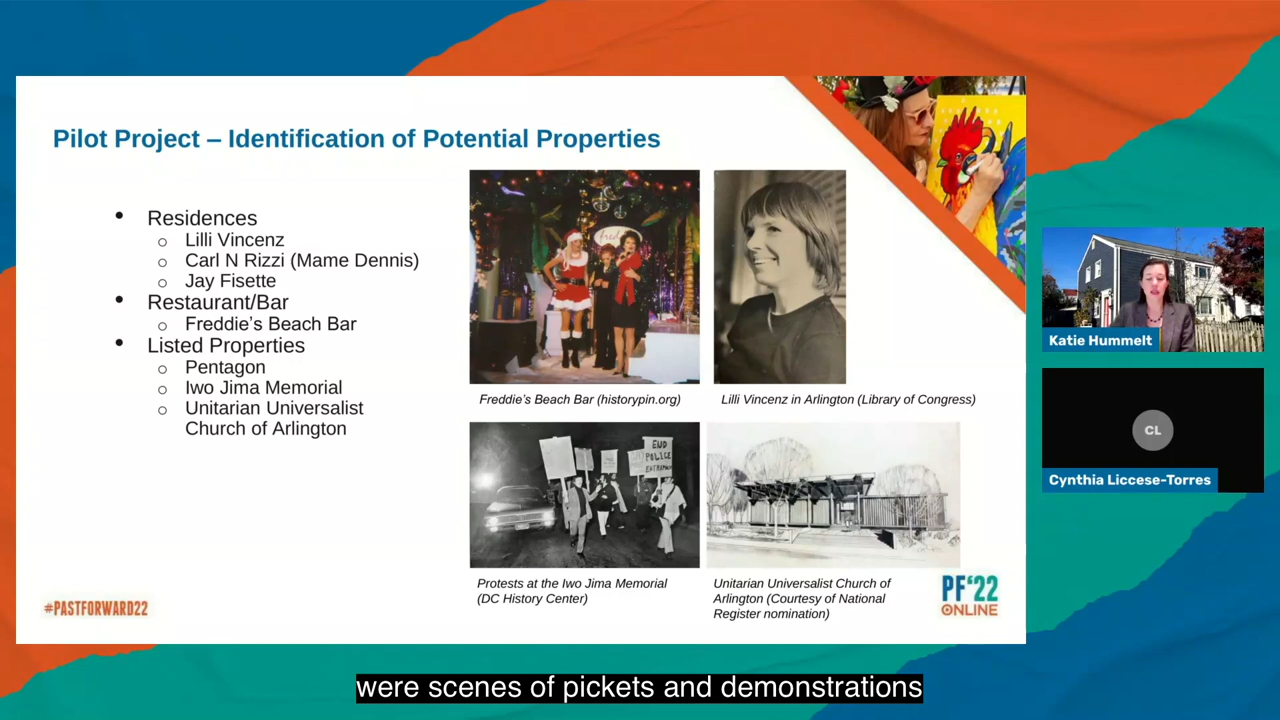 Pilot Project – Identification of Potential Properties
• Residences
o Lilli Vincenz
o Carl N Rizzi (Mame Dennis)
o Jay Fisette
• Restaurant/Bar
o Freddie's Beach Bar
• Listed Properties
o Pentagon
o Iwo Jima Memorial
o Unitarian Universalist
Church of Arlington
Freddie's Beach Bar (historypin.org)
Lilli Vincenz in Arlington (Library of Congress)
END
POLICE
ENTRAPMENT
Protests at the Iwo Jima Memorial
(DC History Center)
Unitarian Universalist Church of
Arlington (Courtesy of National
Register nomination)
#PASTFORWARD22
PF'22
ONLINE
Katie Hummelt
CL
Cynthia Liccese-Torres
were scenes of pickets and demonstrations